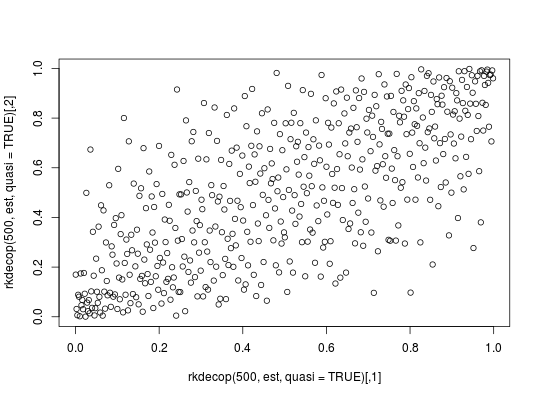 1.0
0.8
0.6
0.4
0.2
0.0
rkdecop(500, est, quasi = TRUE)[,2]
0.0 0.2 0.4 0.6 0.8 1.0
rkdecop(500, est, quasi = TRUE)[,1]